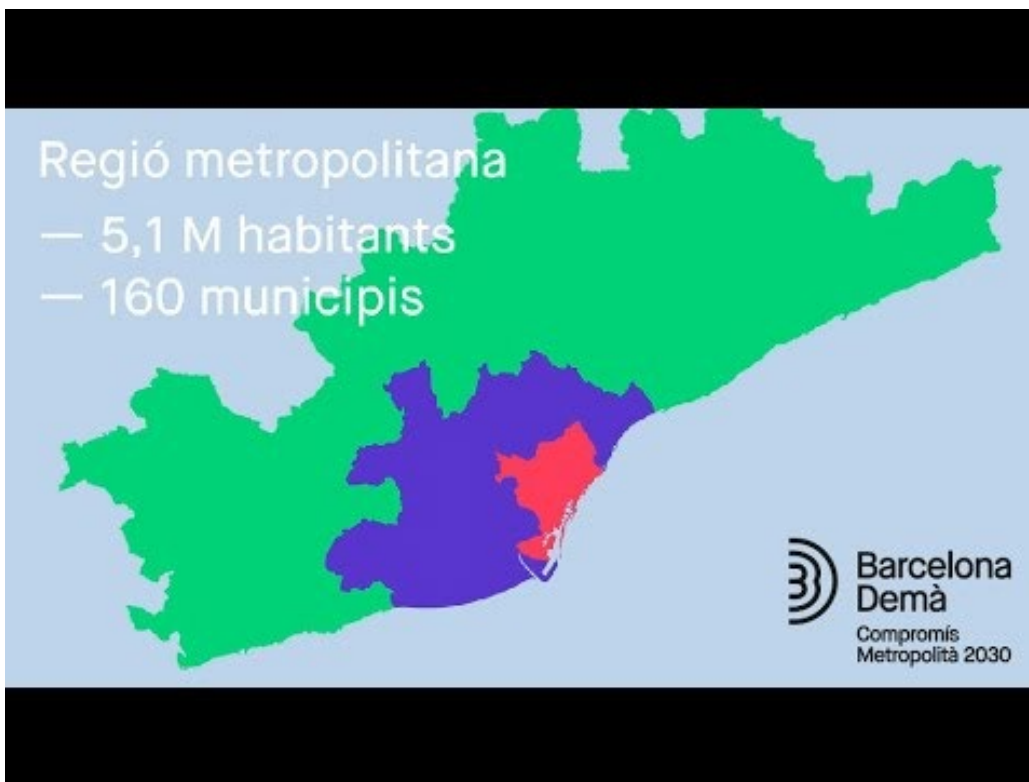 Regió metropolitana
— 5,1 M habitants
— 160 municipis
Barcelona
Demà
Compromís
Metropolità 2030